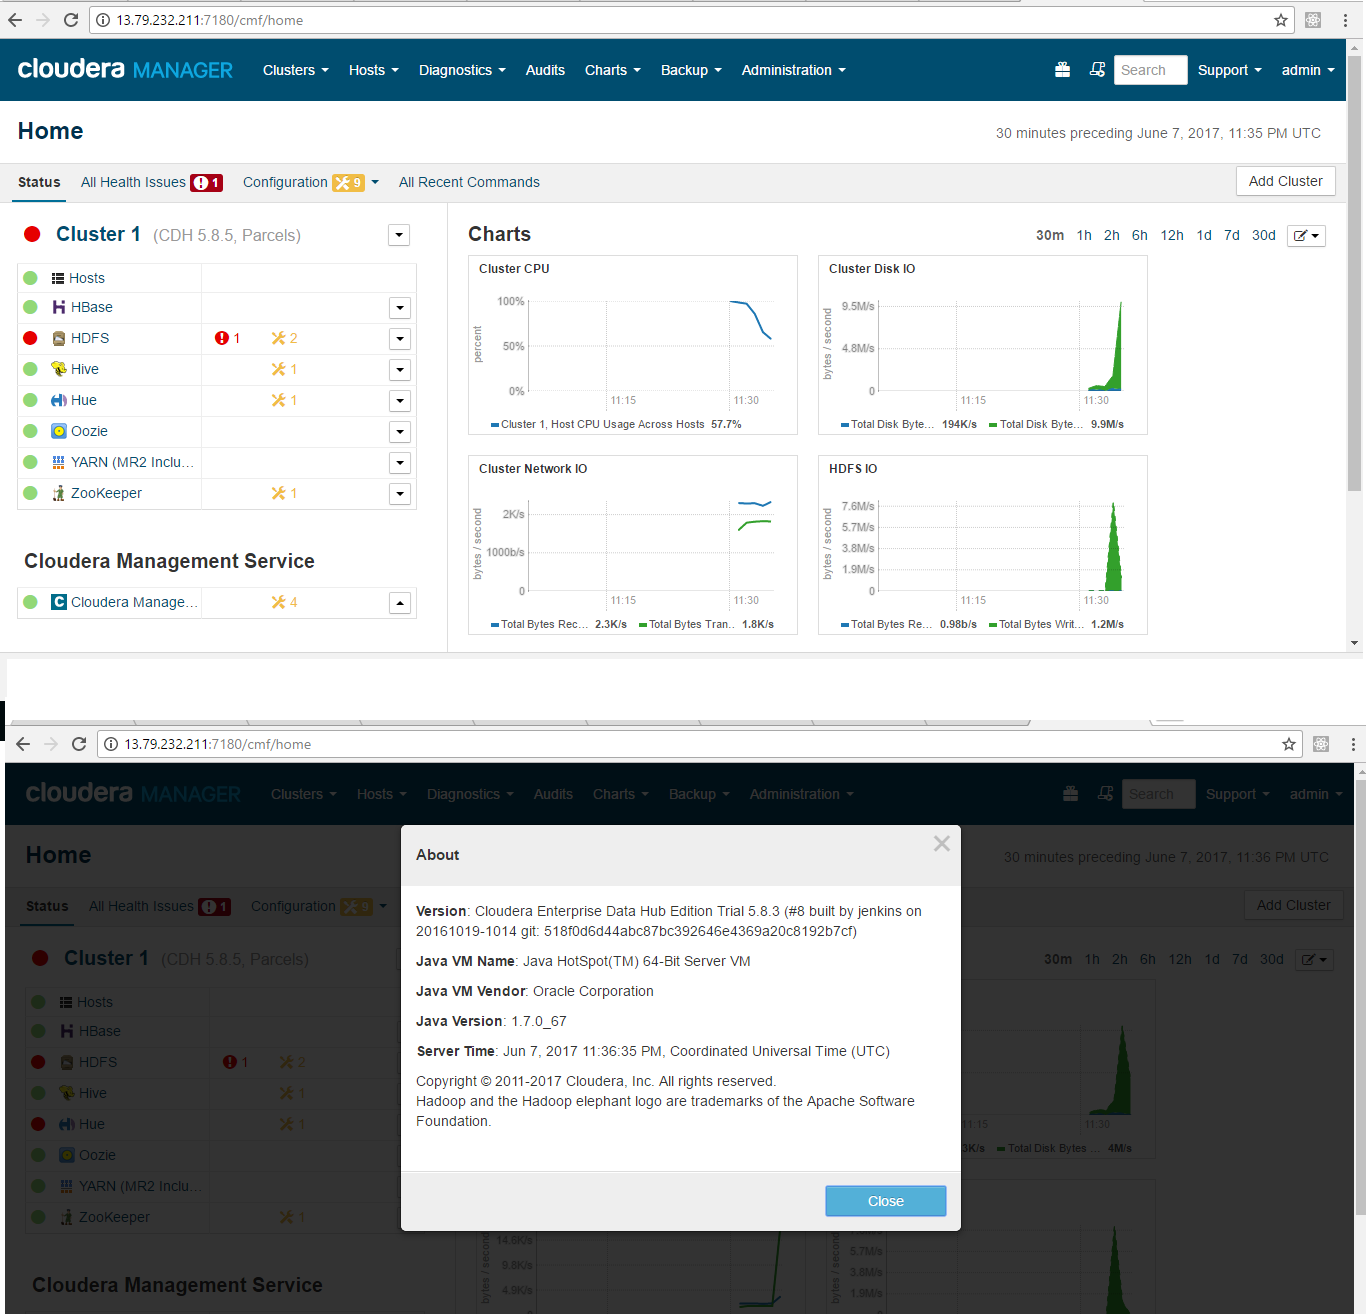 13.79.232.211:7180/cmf/home
cloudera MANAGER Clusters Hosts Diagnostics Audits Charts Backup Administration Search Support admin
Home
30 minutes preceding June 7, 2017, 11:35 PM UTC
Status All Health Issues 1 Configuration 9 All Recent Commands Add Cluster
Cluster 1 (CDH 5.8.5, Parcels)
Hosts
HBase
HDFS 1 2
Hive 1
Hue 1
Oozie
YARN (MR2 Inclu...
ZooKeeper 1
Cloudera Management Service
Cloudera Manage... 4
Charts
30m 1h 2h 6h 12h 1d 7d 30d
Cluster CPU
percent
100%
50%
0%
11:15 11:30
Cluster 1, Host CPU Usage Across Hosts 57.7%
Cluster Disk IO
bytes / second
9.5M/s
4.8M/s
0
11:15 11:30
Total Disk Byte... 194K/s Total Disk Byte... 9.9M/s
Cluster Network IO
bytes / second
2K/s
1000b/s
0
11:15 11:30
Total Bytes Rec... 2.3K/s Total Bytes Tran... 1.8K/s
HDFS IO
bytes / second
7.6M/s
5.7M/s
3.8M/s
1.9M/s
0
11:15 11:30
Total Bytes Re... 0.98b/s Total Bytes Writ... 1.2M/s
13.79.232.211:7180/cmf/home
cloudera MANAGER Clusters Hosts Diagnostics Audits Charts Backup Administration Search Support admin
Home
30 minutes preceding June 7, 2017, 11:36 PM UTC
Status All Health Issues 1 Configuration 9 Add Cluster
Cluster 1 (CDH 5.8.5, Parcels)
30m 1h 2h 6h 12h 1d 7d 30d
Hosts
HBase
HDFS 1 2
Hive 1
Hue 1
Oozie
YARN (MR2 Inclu...
ZooKeeper 1
Cloudera Management Service
About
Version: Cloudera Enterprise Data Hub Edition Trial 5.8.3 (#8 built by jenkins on
20161019-1014 git: 518f0d6d44abc87bc392646e4369a20c8192b7cf)
Java VM Name: Java HotSpot(TM) 64-Bit Server VM
Java VM Vendor: Oracle Corporation
Java Version: 1.7.0_67
Server Time: Jun 7, 2017 11:36:35 PM, Coordinated Universal Time (UTC)
Copyright © 2011-2017 Cloudera, Inc. All rights reserved.
Hadoop and the Hadoop elephant logo are trademarks of the Apache Software
Foundation.
Close
11:15 11:30
3K/s Total Disk Bytes ... 4M/s
bytes / second
14.6K/s
9.8K/s
4.9K/s
bytes / second
5.7M/s
3.8M/s
1.9M/s